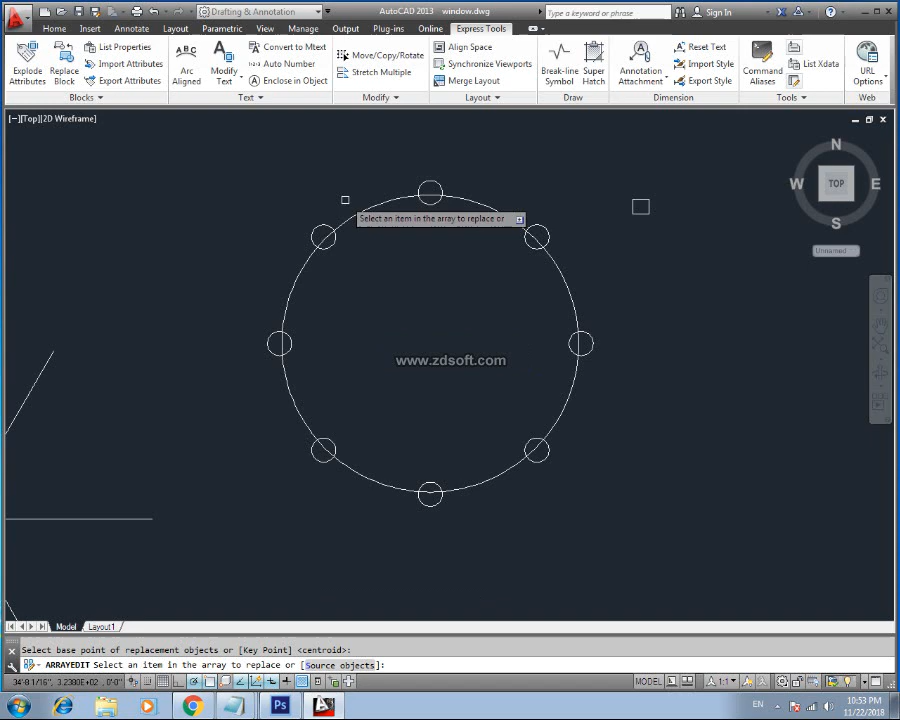 Drafting & Annotation
AutoCAD 2013 window.dwg
Type a keyword or phrase
Sign In
Home Insert Annotate Layout Parametric View Manage Output Plug-ins Online Express Tools
Explode Attributes
Replace Block
List Properties
Import Attributes
Export Attributes
Blocks
Arc Aligned
Modify Text
Convert to Mtext
Auto Number
Enclose in Object
Text
Move/Copy/Rotate
Stretch Multiple
Modify
Align Space
Synchronize Viewports
Merge Layout
Layout
Break-line Symbol
Super Hatch
Draw
Annotation Attachment
Reset Text
Import Style
Export Style
Dimension
Command Aliases
List Xdata
Tools
URL Options
Web
[−][Top][2D Wireframe]
N
W TOP E
S
Unnamed
Select an item in the array to replace or
www.zdsoft.com
Model Layout1
Select base point of replacement objects or [Key Point] <centroid>:
ARRAYEDIT Select an item in the array to replace or [Source objects]:
MODEL
1:1
Ps
EN
10:53 PM
11/22/2018